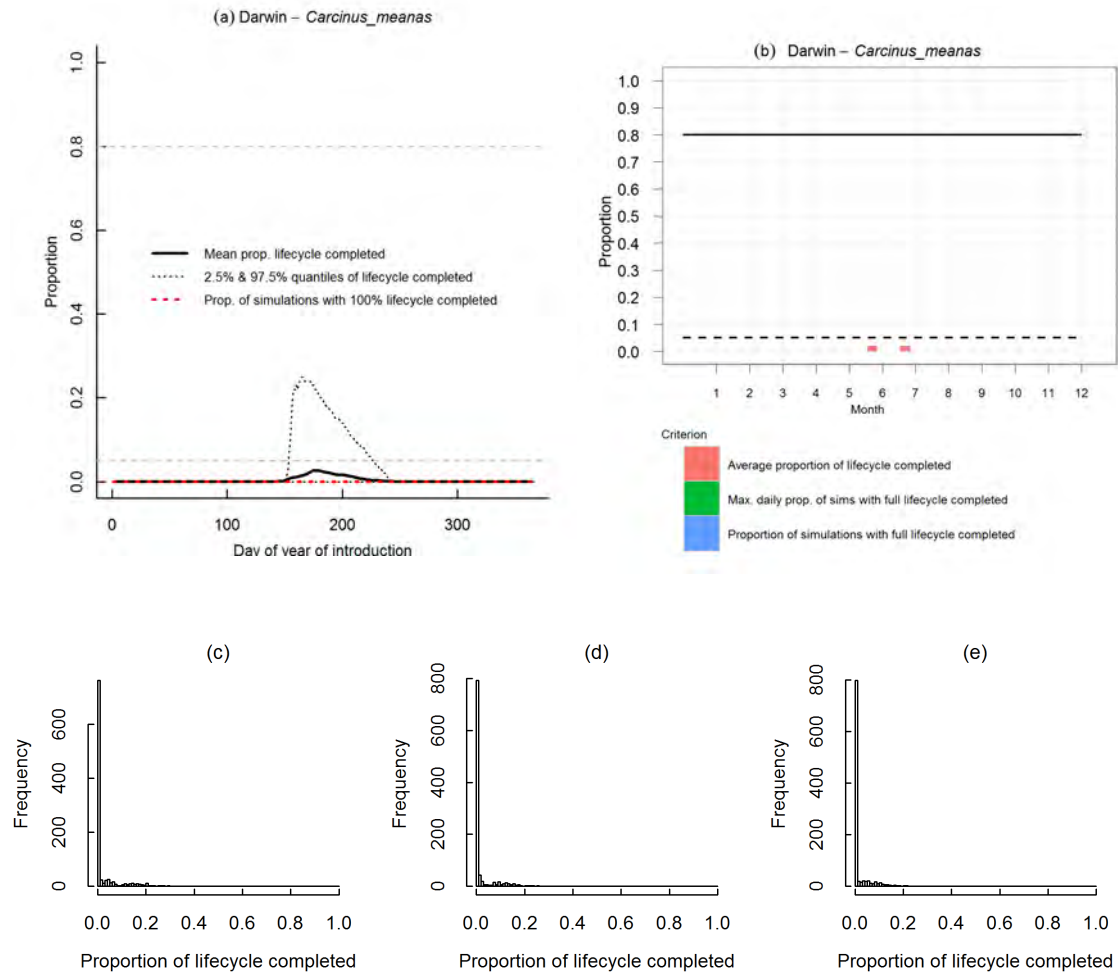 (a) Darwin – Carcinus_meanas
1.0
0.8
0.6
0.4
0.2
0.0
Proportion
Mean prop. lifecycle completed
2.5% & 97.5% quantiles of lifecycle completed
Prop. of simulations with 100% lifecycle completed
0 100 200 300
Day of year of introduction
(b) Darwin – Carcinus_meanas
1.0
0.9
0.8
0.7
0.6
0.5
0.4
0.3
0.2
0.1
0.0
Proportion
1 2 3 4 5 6 7 8 9 10 11 12
Month
Criterion
Average proportion of lifecycle completed
Max. daily prop. of sims with full lifecycle completed
Proportion of simulations with full lifecycle completed
(c)
Frequency
600
400
200
0
0.0 0.2 0.4 0.6 0.8 1.0
Proportion of lifecycle completed
(d)
Frequency
800
600
400
200
0
0.0 0.2 0.4 0.6 0.8 1.0
Proportion of lifecycle completed
(e)
Frequency
800
600
400
200
0
0.0 0.2 0.4 0.6 0.8 1.0
Proportion of lifecycle completed